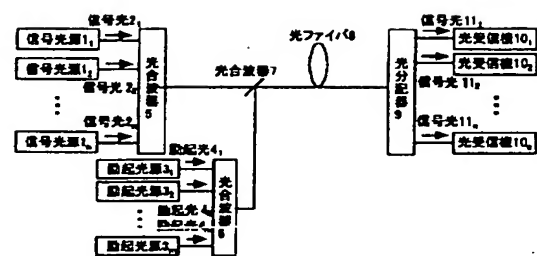 信号光2₁
信号光源1₁
信号光源1₂
信号光2ₙ
信号光2ₙ
信号光源1ₙ
光合波器5
光合波器7
光ファイバ8
励起光4₁
励起光源3₁
励起光源3₂
励起光4
励起光4
励起光源3ₘ
光合波器6
光分配器9
信号光11₁
光受信機10₁
光受信機10₂
信号光11₂
信号光11ₙ
光受信機10ₙ